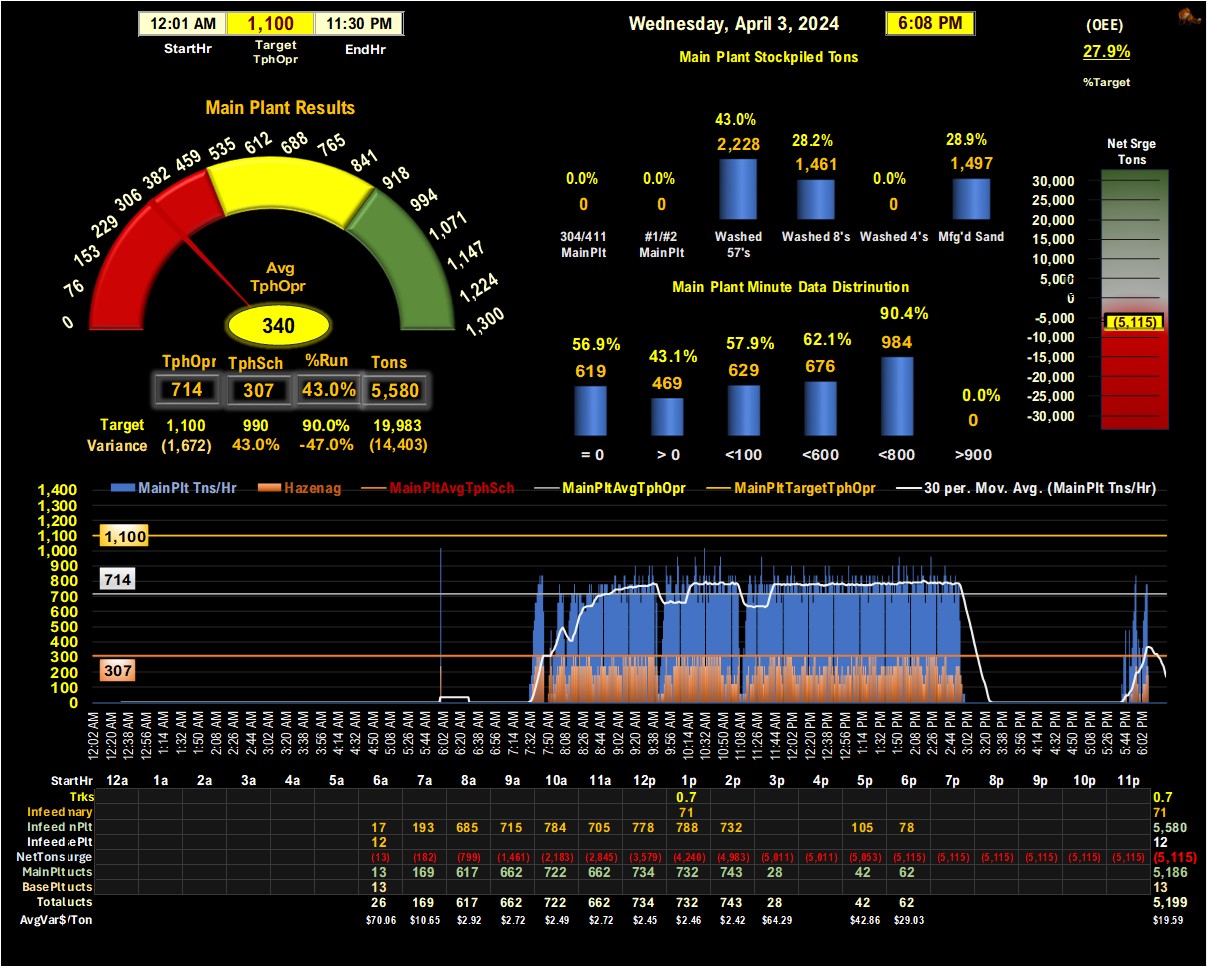 12:01 AM 1,100 11:30 PM
StartHr Target TphOpr EndHr
Wednesday, April 3, 2024 6:08 PM
(OEE)
27.9%
%Target
Main Plant Stockpiled Tons
43.0% 28.2% 28.9%
2,228 1,461 1,497
0.0% 0.0% 0.0%
0 0 0
304/411 MainPlt #1/#2 MainPlt Washed 57's Washed 8's Washed 4's Mfg'd Sand
Net Srge
Tons
30,000
25,000
20,000
15,000
10,000
5,000
0
-5,000
(5,115)
-10,000
-15,000
-20,000
-25,000
-30,000
Main Plant Results
0 76 153 229 306 382 459 535 612 688 765 841 918 994 1,071 1,147 1,224 1,300
Avg
TphOpr
340
TphOpr TphSch %Run Tons
714 307 43.0% 5,580
Target 1,100 990 90.0% 19,983
Variance (1,672) 43.0% -47.0% (14,403)
Main Plant Minute Data Distrinution
56.9% 43.1% 57.9% 62.1% 90.4% 0.0%
619 469 629 676 984 0
= 0 > 0 <100 <600 <800 >900
MainPlt Tns/Hr Hazenag MainPltAvgTphSch MainPltAvgTphOpr MainPltTargetTphOpr 30 per. Mov. Avg. (MainPlt Tns/Hr)
1,400
1,300
1,200
1,100
1,000
900
800
700
600
500
400
300
200
100
0
1,100
714
307
12:02 AM 12:20 AM 12:38 AM 12:56 AM 1:14 AM 1:32 AM 1:50 AM 2:08 AM 2:26 AM 2:44 AM 3:02 AM 3:20 AM 3:38 AM 3:56 AM 4:14 AM 4:32 AM 4:50 AM 5:08 AM 5:26 AM 5:44 AM 6:02 AM 6:20 AM 6:38 AM 6:56 AM 7:14 AM 7:32 AM 7:50 AM 8:08 AM 8:26 AM 8:44 AM 9:02 AM 9:20 AM 9:38 AM 9:56 AM 10:14 AM 10:32 AM 10:50 AM 11:08 AM 11:26 AM 11:44 AM 12:02 PM 12:20 PM 12:38 PM 12:56 PM 1:14 PM 1:32 PM 1:50 PM 2:08 PM 2:26 PM 2:44 PM 3:02 PM 3:20 PM 3:38 PM 3:56 PM 4:14 PM 4:32 PM 4:50 PM 5:08 PM 5:26 PM 5:44 PM 6:02 PM
StartHr 12a 1a 2a 3a 4a 5a 6a 7a 8a 9a 10a 11a 12p 1p 2p 3p 4p 5p 6p 7p 8p 9p 10p 11p
Trks 0.7 0.7
Infeed mary 71 71
Infeed nPlt 17 193 685 715 784 705 778 788 732 105 78 5,580
Infeed ePlt 12 12
NetTons urge (13) (182) (799) (1,461) (2,183) (2,845) (3,579) (4,240) (4,983) (5,011) (5,011) (5,053) (5,115) (5,115) (5,115) (5,115) (5,115) (5,115) (5,115)
MainPlt ucts 13 169 617 662 722 662 734 732 743 28 42 62 5,186
BasePlt ucts 13 13
Total ucts 26 169 617 662 722 662 734 732 743 28 42 62 5,199
AvgVar$/Ton $70.06 $10.65 $2.92 $2.72 $2.49 $2.72 $2.45 $2.46 $2.42 $64.29 $42.86 $29.03 $19.59